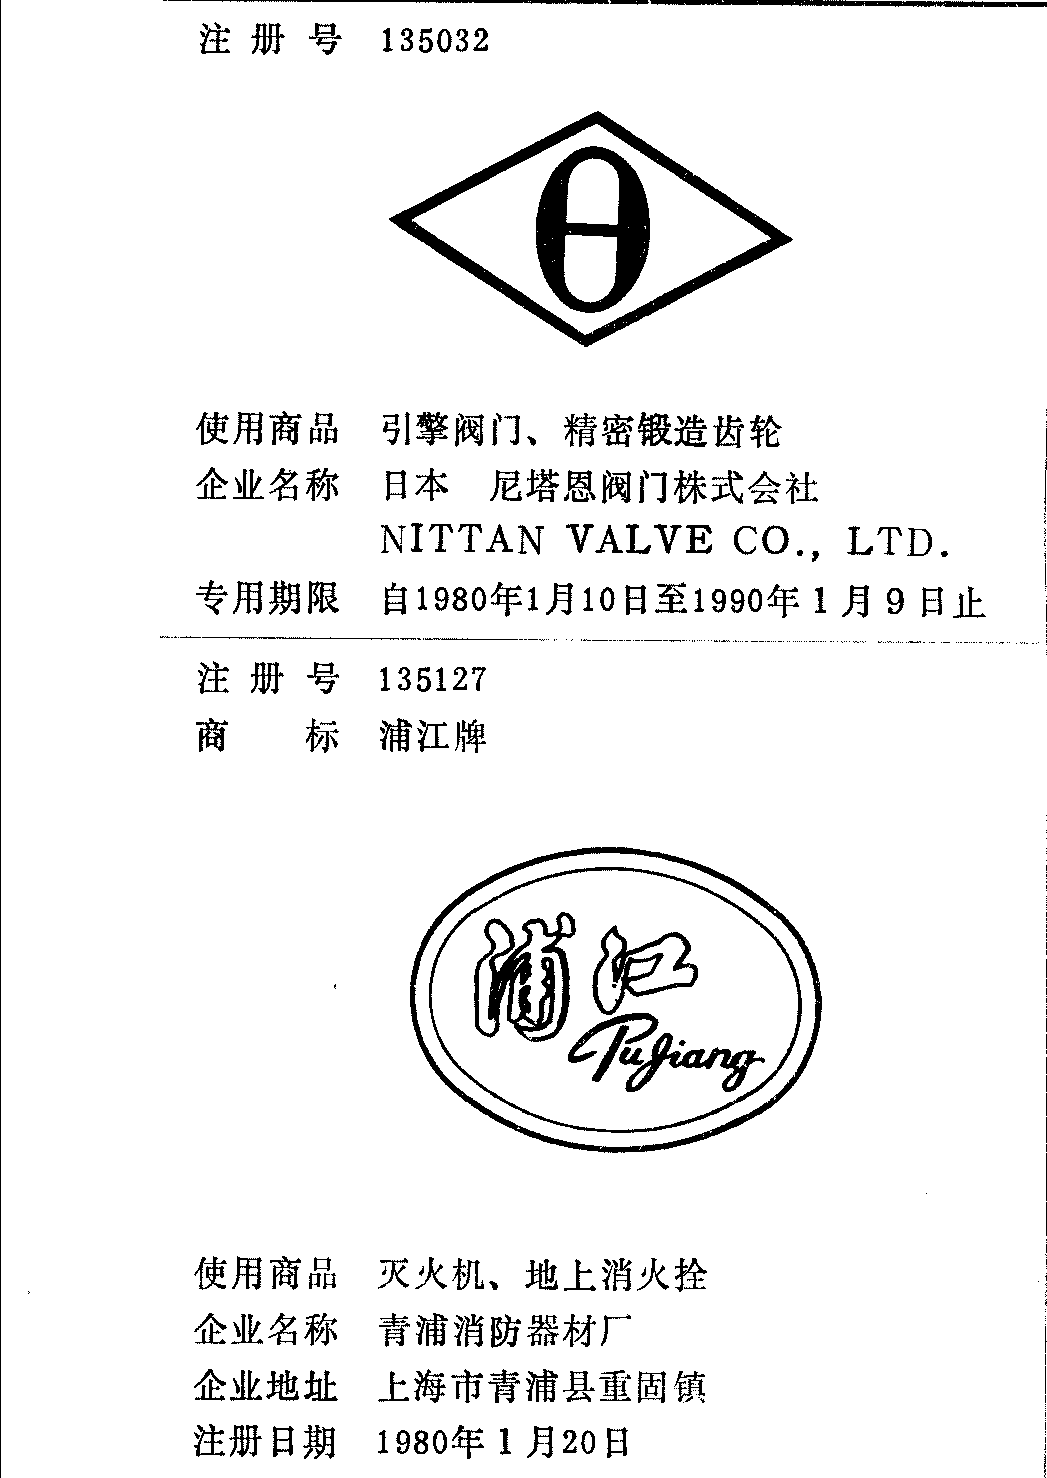 注 册 号 135032
使用商品 引擎阀门、精密锻造齿轮
企业名称 日本 尼塔恩阀门株式会社
NITTAN VALVE CO., LTD.
专用期限 自1980年1月10日至1990年1月9日止
注 册 号 135127
商 标 浦江牌
浦江
PuJiang
使用商品 灭火机、地上消火拴
企业名称 青浦消防器材厂
企业地址 上海市青浦县重固镇
注册日期 1980年1月20日